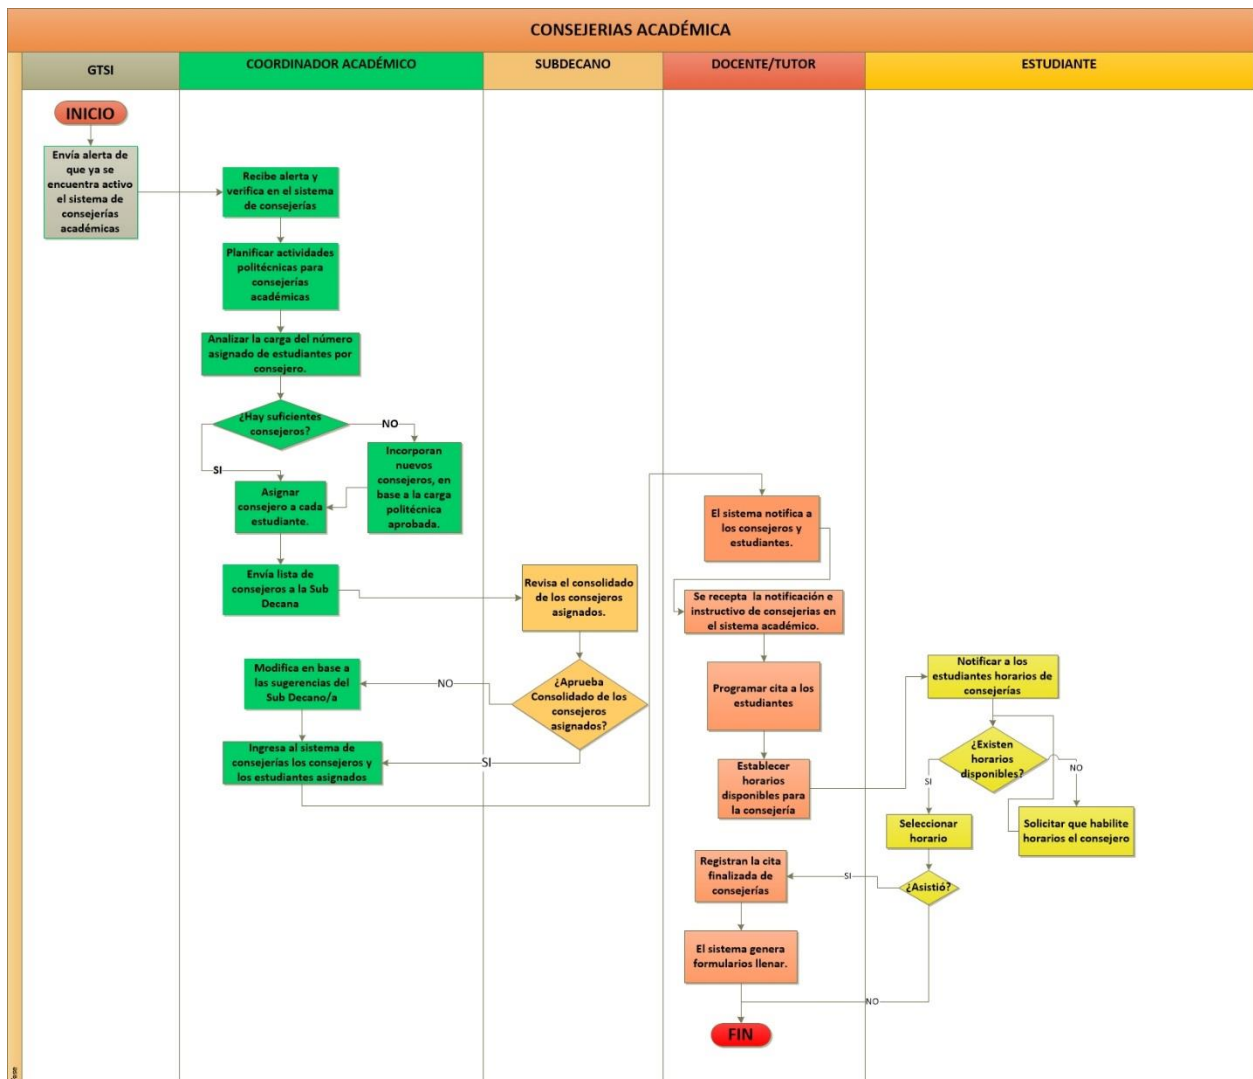 CONSEJERIAS ACADÉMICA
GTSI
COORDINADOR ACADÉMICO
SUBDECANO
DOCENTE/TUTOR
ESTUDIANTE
INICIO
Envía alerta de
que ya se
encuentra activo
el sistema de
consejerías
académicas
Recibe alerta y
verifica en el sistema
de consejerías
Planificar actividades
politécnicas para
consejerías
académicas
Analizar la carga del número
asignado de estudiantes por
consejero.
¿Hay suficientes
consejeros?
NO
SI
Incorporan
nuevos
consejeros, en
base a la carga
politécnica
aprobada.
Asignar
consejero a cada
estudiante.
Envía lista de
consejeros a la Sub
Decana
Revisa el consolidado
de los consejeros
asignados.
¿Aprueba
Consolidado de los
consejeros
asignados?
NO
SI
Modifica en base a
las sugerencias del
Sub Decano/a
Ingresa al sistema de
consejerías los consejeros y
los estudiantes asignados
El sistema notifica a
los consejeros y
estudiantes.
Se recepta la notificación e
instructivo de consejerias en
el sistema académico.
Programar cita a los
estudiantes
Establecer
horarios
disponibles para
la consejería
Notificar a los
estudiantes horarios de
consejerías
¿Existen
horarios
disponibles?
SI
NO
Seleccionar
horario
Solicitar que habilite
horarios el consejero
¿Asistió?
SI
NO
Registran la cita
finalizada de
consejerías
El sistema genera
formularios llenar.
FIN